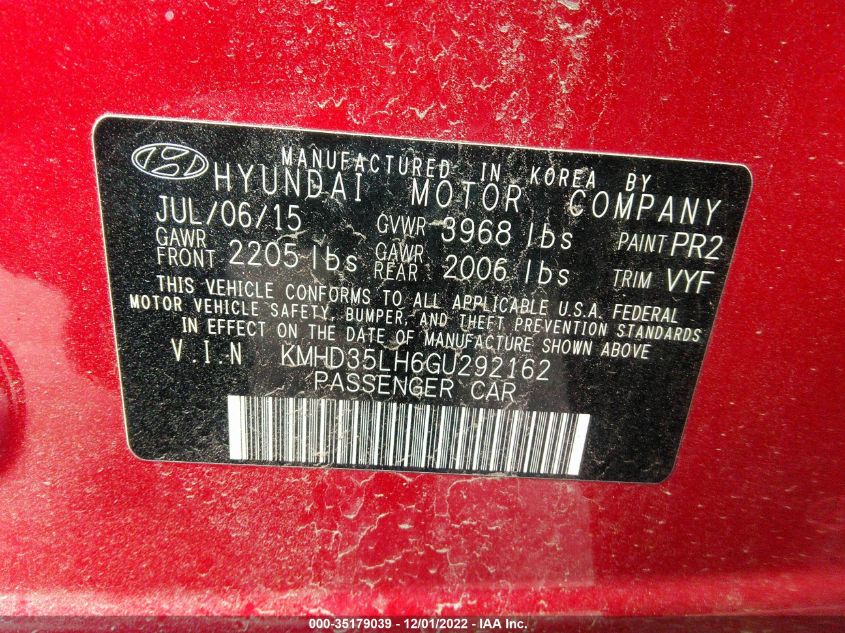 MANUFACTURED IN KOREA BY
HYUNDAI MOTOR COMPANY
JUL/06/15 GVWR 3968 lbs PAINT PR2
GAWR FRONT 2205 lbs GAWR REAR 2006 lbs TRIM VYF
THIS VEHICLE CONFORMS TO ALL APPLICABLE U.S.A. FEDERAL
MOTOR VEHICLE SAFETY, BUMPER, AND THEFT PREVENTION STANDARDS
IN EFFECT ON THE DATE OF MANUFACTURE SHOWN ABOVE
V.I.N KMHD35LH6GU292162
PASSENGER CAR
000-35179039 - 12/01/2022 - IAA Inc.